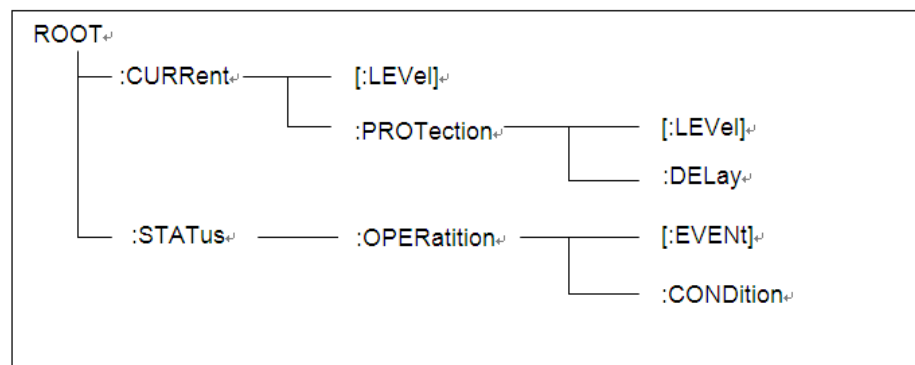 ROOT↵
:CURRent↵ [:LEVel]↵
:PROTection↵ [:LEVel]↵
:DELay↵
:STATus↵ :OPERatition↵ [:EVENt]↵
:CONDition↵